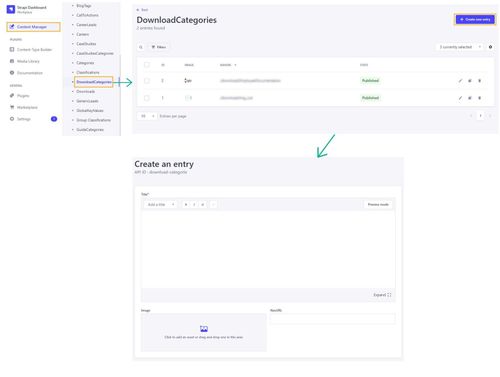 Strapi Dashboard
Workplace
Content Manager
PLUGINS
Content-Type Builder
Media Library
Documentation
GENERAL
Plugins
Marketplace
Settings
BlogTags
CallToActions
CareerLeads
Careers
CaseStudies
CaseStudiesCategories
Categories
Classifications
DownloadCategories
Downloads
GenericLeads
GlobalKeyValues
Group Classifications
GuideCategories
Back
DownloadCategories
2 entries found
+ Create new entry
Filters
2 currently selected
ID
IMAGE
STATE
2
Published
1
Published
Entries per page
1
Create an entry
API ID : download-categorie
Title*
Add a title
B
I
U
Preview mode
Expand
Image
Click to add an asset or drag and drop one in this area